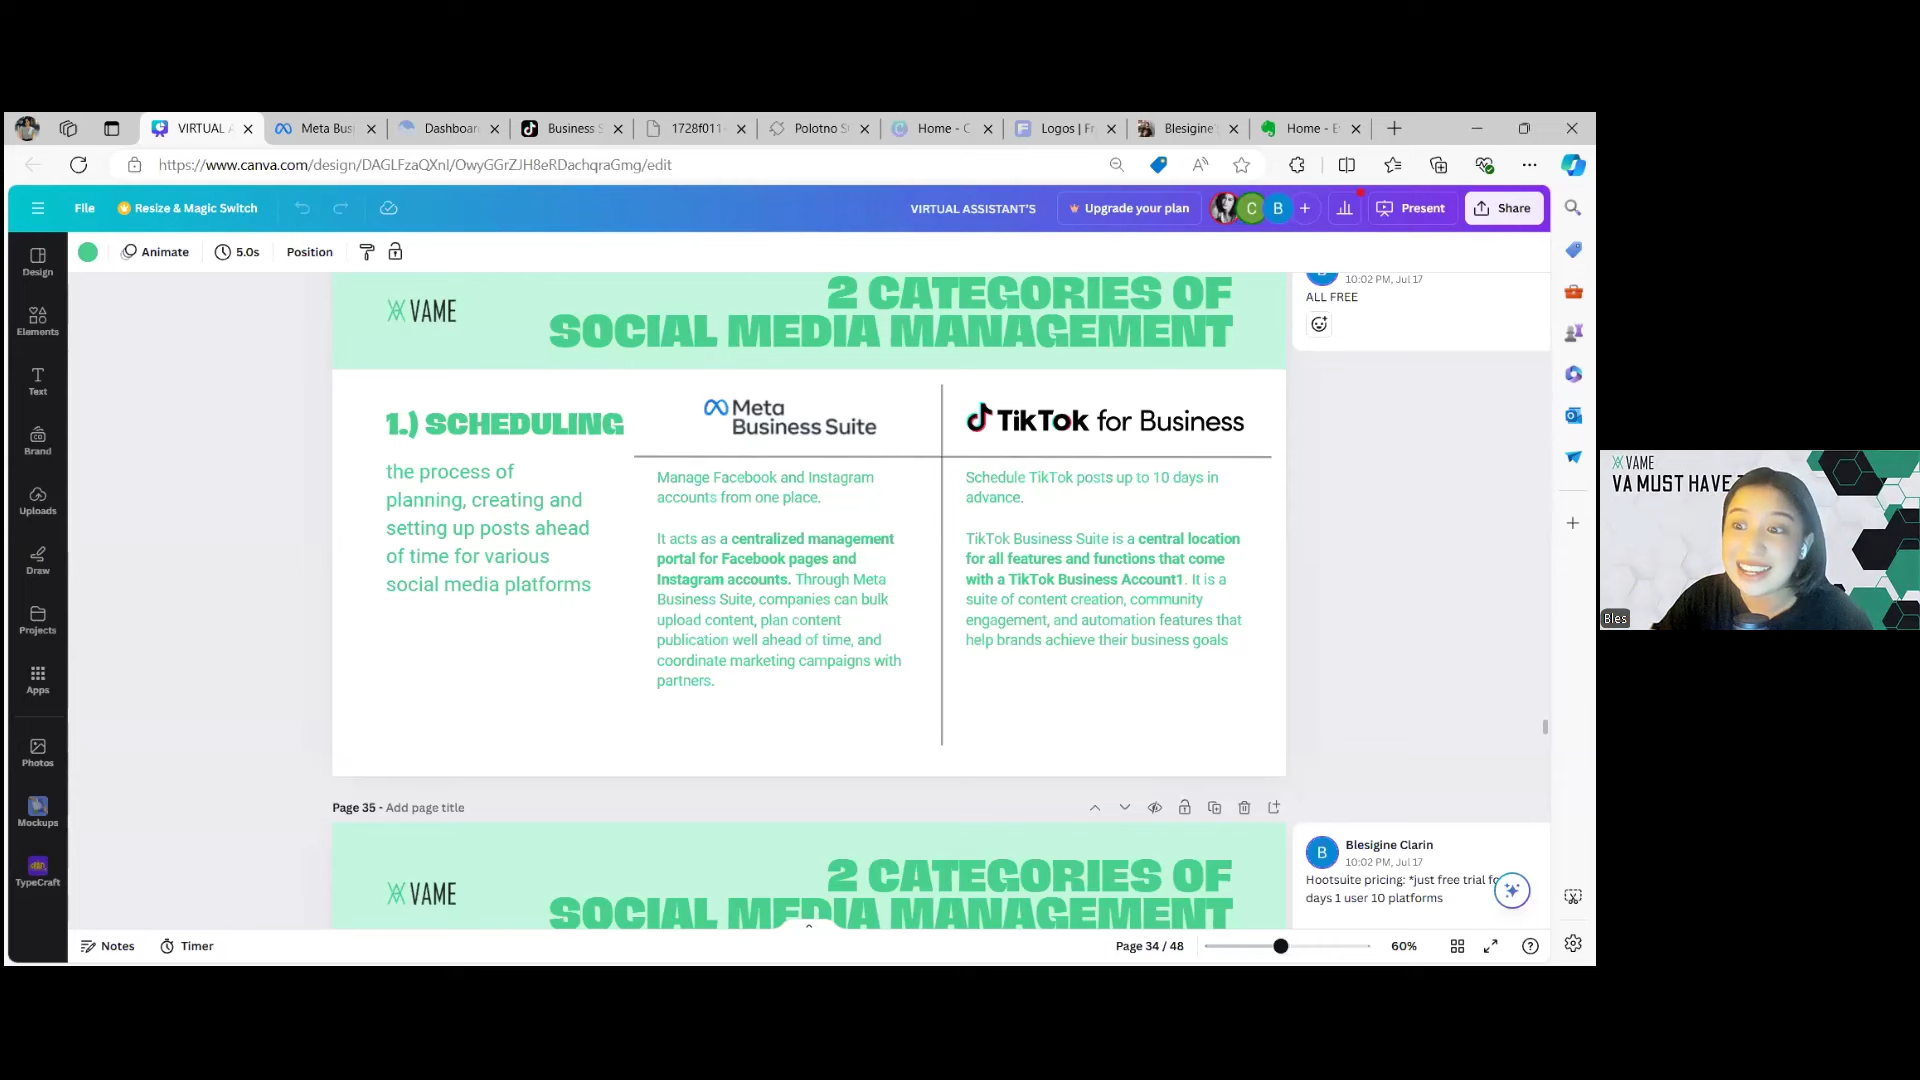 VIRTUAL A
Meta Bus
Dashboar
Business S
1728f011-
Polotno S
Home - C
Logos | Fr
Blesigine'
Home - E
https://www.canva.com/design/DAGLFzaQXnI/OwyGGrZJH8eRDachqraGmg/edit
File
Resize & Magic Switch
VIRTUAL ASSISTANT'S
Upgrade your plan
C
B
Present
Share
Animate
5.0s
Position
Design
Elements
Text
Brand
Uploads
Draw
Projects
Apps
Photos
Mockups
TypeCraft
VAME
2 CATEGORIES OF
SOCIAL MEDIA MANAGEMENT
1.) SCHEDULING
the process of
planning, creating and
setting up posts ahead
of time for various
social media platforms
Meta
Business Suite
Manage Facebook and Instagram
accounts from one place.
It acts as a centralized management
portal for Facebook pages and
Instagram accounts. Through Meta
Business Suite, companies can bulk
upload content, plan content
publication well ahead of time, and
coordinate marketing campaigns with
partners.
TikTok for Business
Schedule TikTok posts up to 10 days in
advance.
TikTok Business Suite is a central location
for all features and functions that come
with a TikTok Business Account1. It is a
suite of content creation, community
engagement, and automation features that
help brands achieve their business goals
10:02 PM, Jul 17
ALL FREE
Page 35 - Add page title
VAME
2 CATEGORIES OF
SOCIAL MEDIA MANAGEMENT
B
Blesigine Clarin
10:02 PM, Jul 17
Hootsuite pricing: *just free trial fo
days 1 user 10 platforms
Notes
Timer
Page 34 / 48
60%
VAME
VA MUST HAVE
Bles